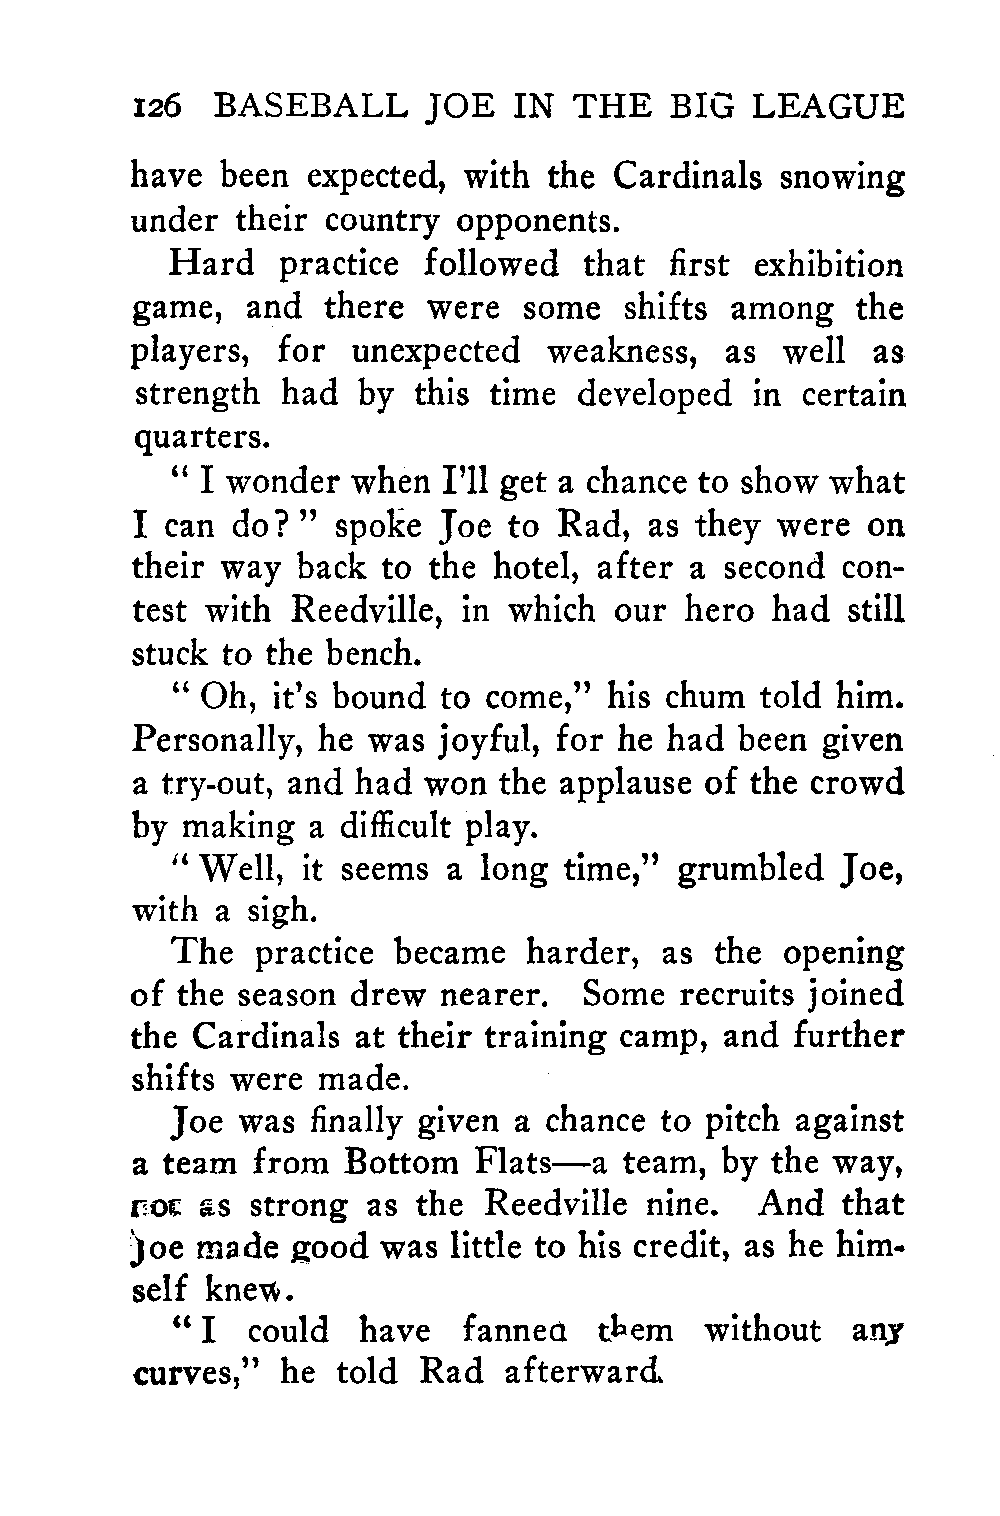 126 BASEBALL JOE IN THE BIG LEAGUE
have been expected, with the Cardinals snowing
under their country opponents.
Hard practice followed that first exhibition
game, and there were some shifts among the
players, for unexpected weakness, as well as
strength had by this time developed in certain
quarters.
" I wonder when I'll get a chance to show what
I can do? " spoke Joe to Rad, as they were on
their way back to the hotel, after a second con-
test with Reedville, in which our hero had still
stuck to the bench.
" Oh, it's bound to come," his chum told him.
Personally, he was joyful, for he had been given
a try-out, and had won the applause of the crowd
by making a difficult play.
" Well, it seems a long time," grumbled Joe,
with a sigh.
The practice became harder, as the opening
of the season drew nearer. Some recruits joined
the Cardinals at their training camp, and further
shifts were made.
Joe was finally given a chance to pitch against
a team from Bottom Flats—a team, by the way,
not as strong as the Reedville nine. And that
Joe made good was little to his credit, as he him-
self knew.
" I could have fanned them without any
curves," he told Rad afterward.